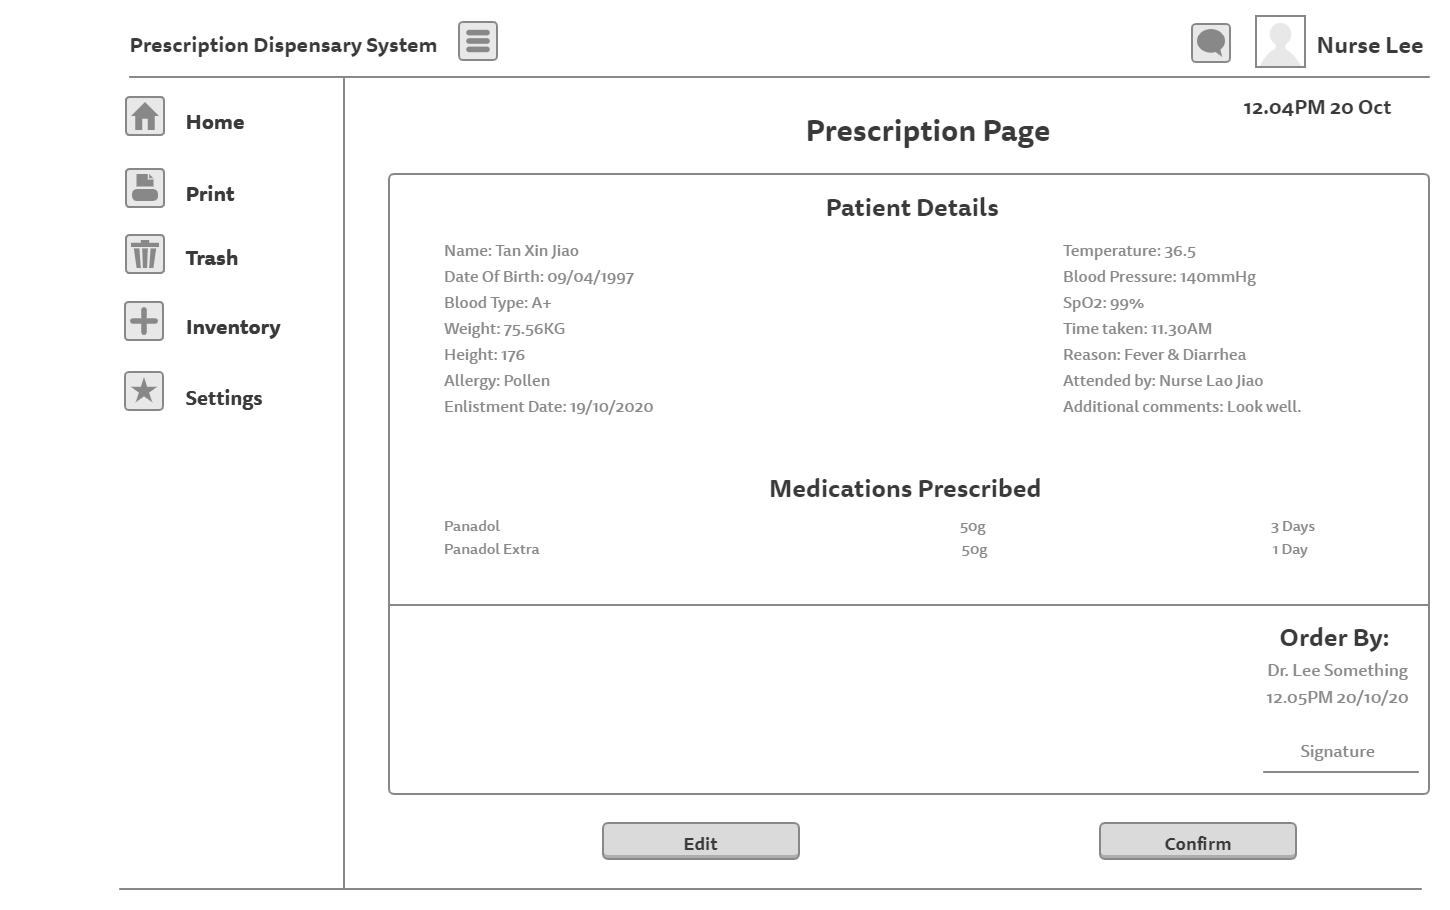 Prescription Dispensary System
Nurse Lee
Home
Print
Trash
Inventory
Settings
12.04PM 20 Oct
Prescription Page
Patient Details
Name: Tan Xin Jiao
Date Of Birth: 09/04/1997
Blood Type: A+
Weight: 75.56KG
Height: 176
Allergy: Pollen
Enlistment Date: 19/10/2020
Temperature: 36.5
Blood Pressure: 140mmHg
SpO2: 99%
Time taken: 11.30AM
Reason: Fever & Diarrhea
Attended by: Nurse Lao Jiao
Additional comments: Look well.
Medications Prescribed
Panadol 50g 3 Days
Panadol Extra 50g 1 Day
Order By:
Dr. Lee Something
12.05PM 20/10/20
Signature
Edit
Confirm